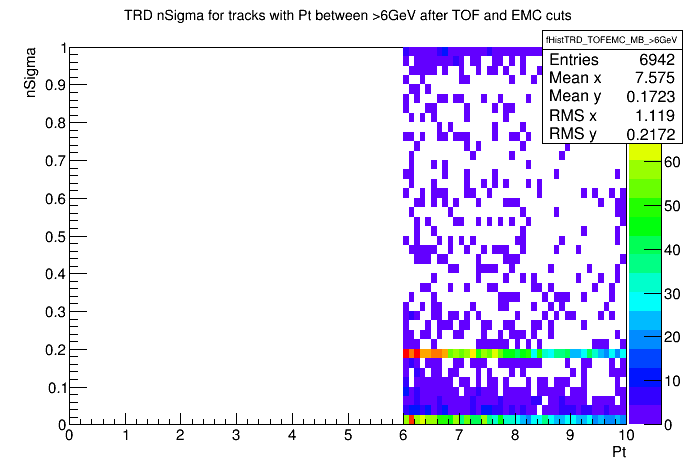 TRD nSigma for tracks with Pt between >6GeV after TOF and EMC cuts
fHistTRD_TOFEMC_MB_>6GeV
Entries 6942
Mean x 7.575
Mean y 0.1723
RMS x 1.119
RMS y 0.2172
nSigma
1
0.9
0.8
0.7
0.6
0.5
0.4
0.3
0.2
0.1
0
0 1 2 3 4 5 6 7 8 9 10
Pt
60
50
40
30
20
10
0